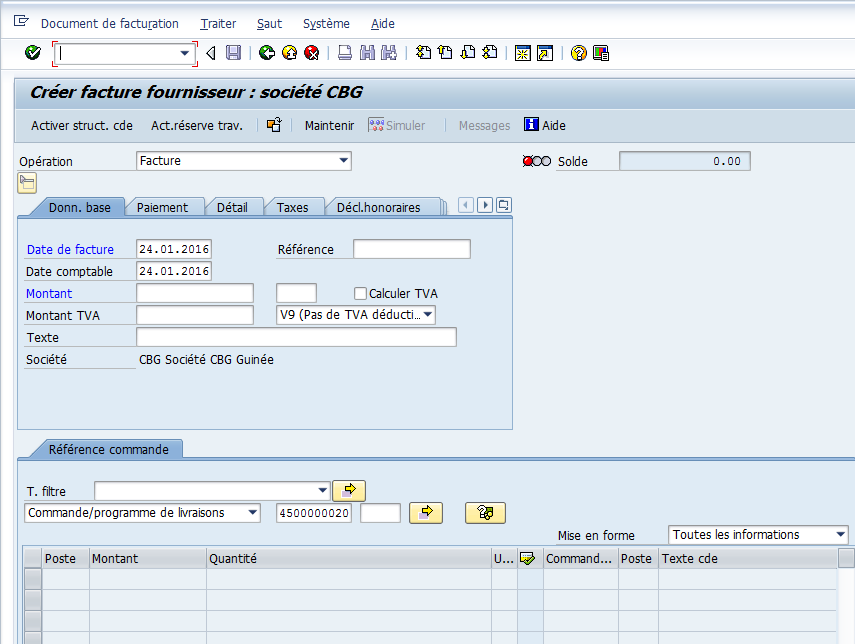 Document de facturation Traiter Saut Système Aide
Créer facture fournisseur : société CBG
Activer struct. cde Act.réserve trav. Maintenir Simuler Messages Aide
Opération Facture Solde 0.00
Donn. base Paiement Détail Taxes Décl.honoraires
Date de facture 24.01.2016 Référence
Date comptable 24.01.2016
Montant Calculer TVA
Montant TVA V9 (Pas de TVA déducti...
Texte
Société CBG Société CBG Guinée
Référence commande
T. filtre
Commande/programme de livraisons 4500000020
Mise en forme Toutes les informations
Poste Montant Quantité U... Command... Poste Texte cde